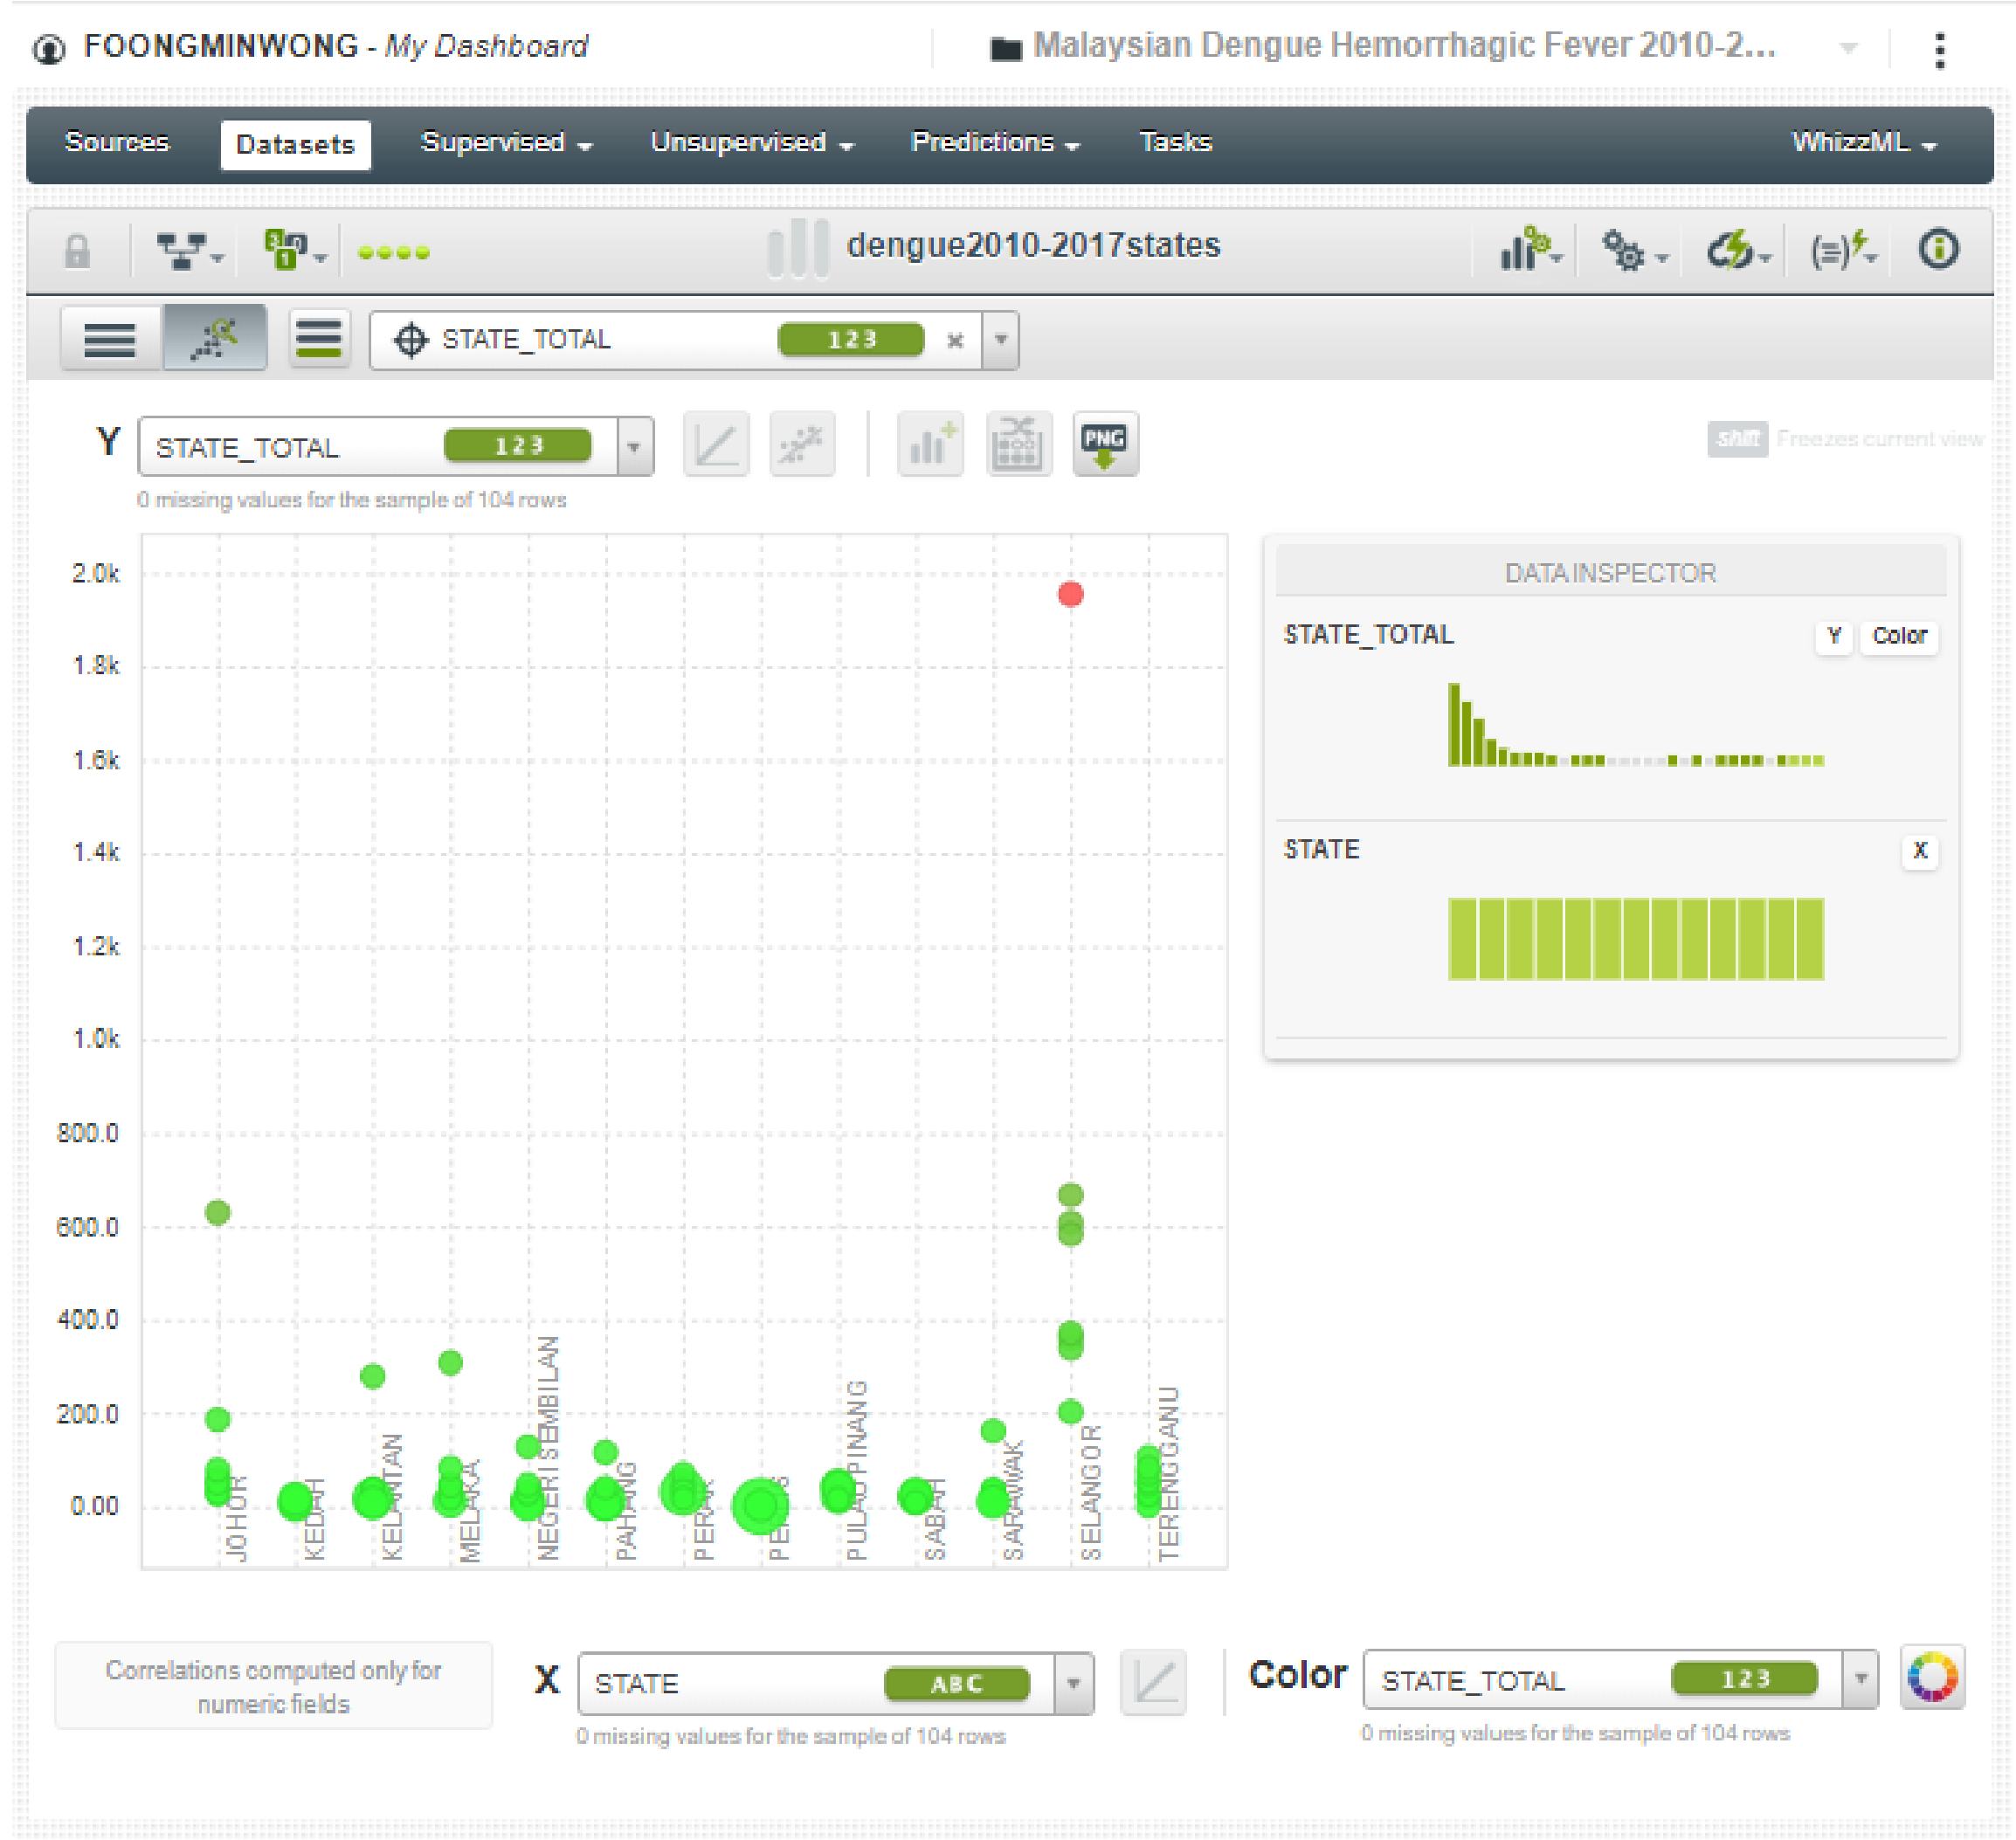 FOONGMINWONG - My Dashboard
Malaysian Dengue Hemorrhagic Fever 2010-2...
Sources Datasets Supervised Unsupervised Predictions Tasks WhizzML
dengue2010-2017states
STATE_TOTAL 123 ×
Y STATE_TOTAL 123 PNG
shift Freezes current view
0 missing values for the sample of 104 rows
2.0k
1.8k
1.6k
1.4k
1.2k
1.0k
800.0
600.0
400.0
200.0
0.00
JOHOR
KEDAH
KELANTAN
MELAKA
NEGERI SEMBILAN
PAHANG
PERAK
PULAU PINANG
SABAH
SARAWAK
SELANGOR
TERENGGANU
DATA INSPECTOR
STATE_TOTAL Y Color
STATE X
Correlations computed only for
numeric fields
X STATE ABC
0 missing values for the sample of 104 rows
Color STATE_TOTAL 123
0 missing values for the sample of 104 rows